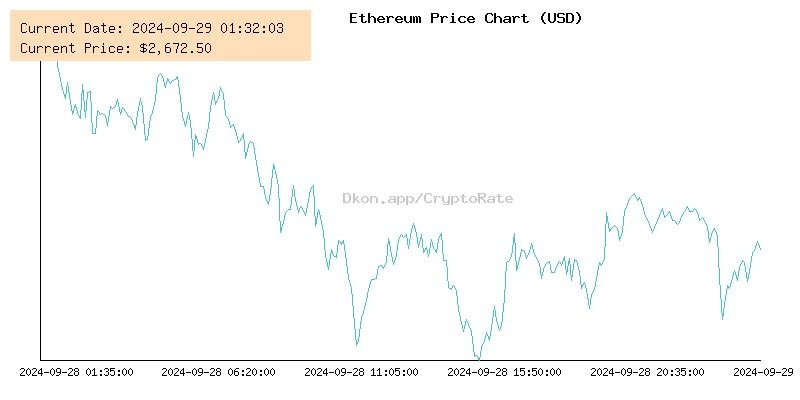 Ethereum Price Chart (USD)
Current Date: 2024-09-29 01:32:03
Current Price: $2,672.50
Dkon.app/CryptoRate
2024-09-28 01:35:00 2024-09-28 06:20:00 2024-09-28 11:05:00 2024-09-28 15:50:00 2024-09-28 20:35:00 2024-09-29